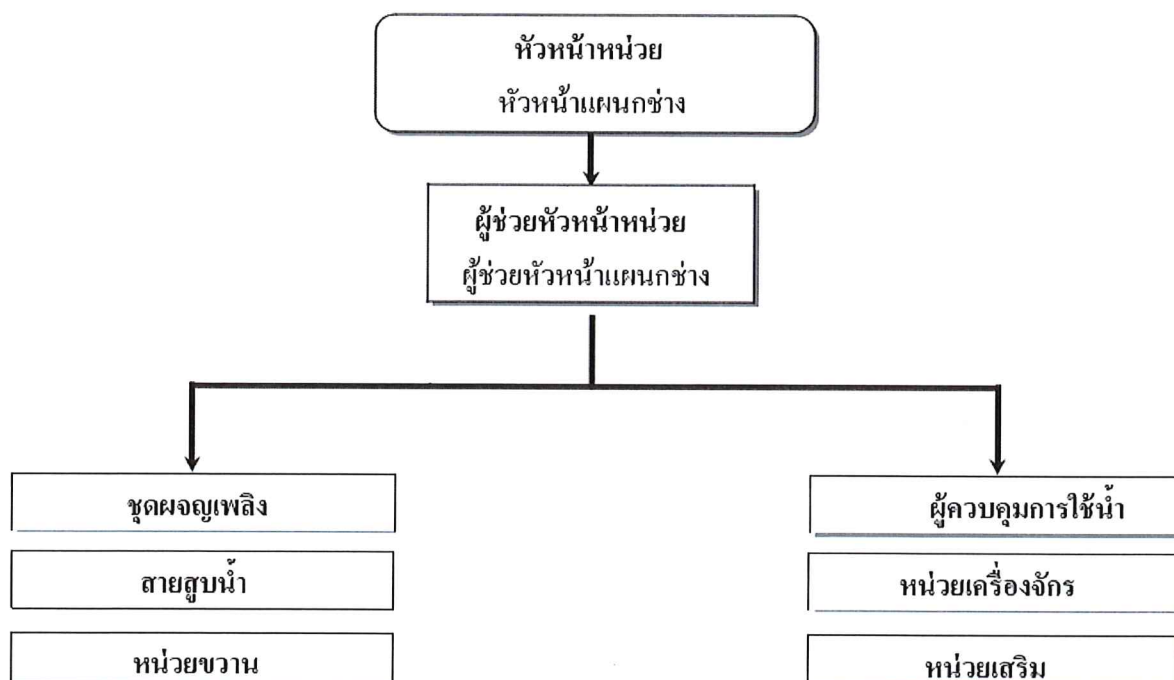 หัวหน้าหน่วย
หัวหน้าแผนกช่าง
ผู้ช่วยหัวหน้าหน่วย
ผู้ช่วยหัวหน้าแผนกช่าง
ชุดผจญเพลิง
สายสูบน้ำ
หน่วยขวาน
ผู้ควบคุมการใช้น้ำ
หน่วยเครื่องจักร
หน่วยเสริม